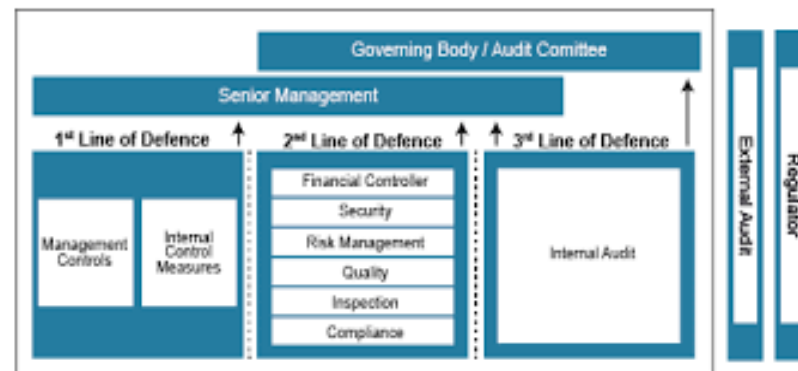 Governing Body / Audit Comittee
Senior Management
1st Line of Defence
2nd Line of Defence
3rd Line of Defence
Management
Controls
Internal
Control
Measures
Financial Controller
Security
Risk Management
Quality
Inspection
Compliance
Internal Audit
External Audit
Regulator